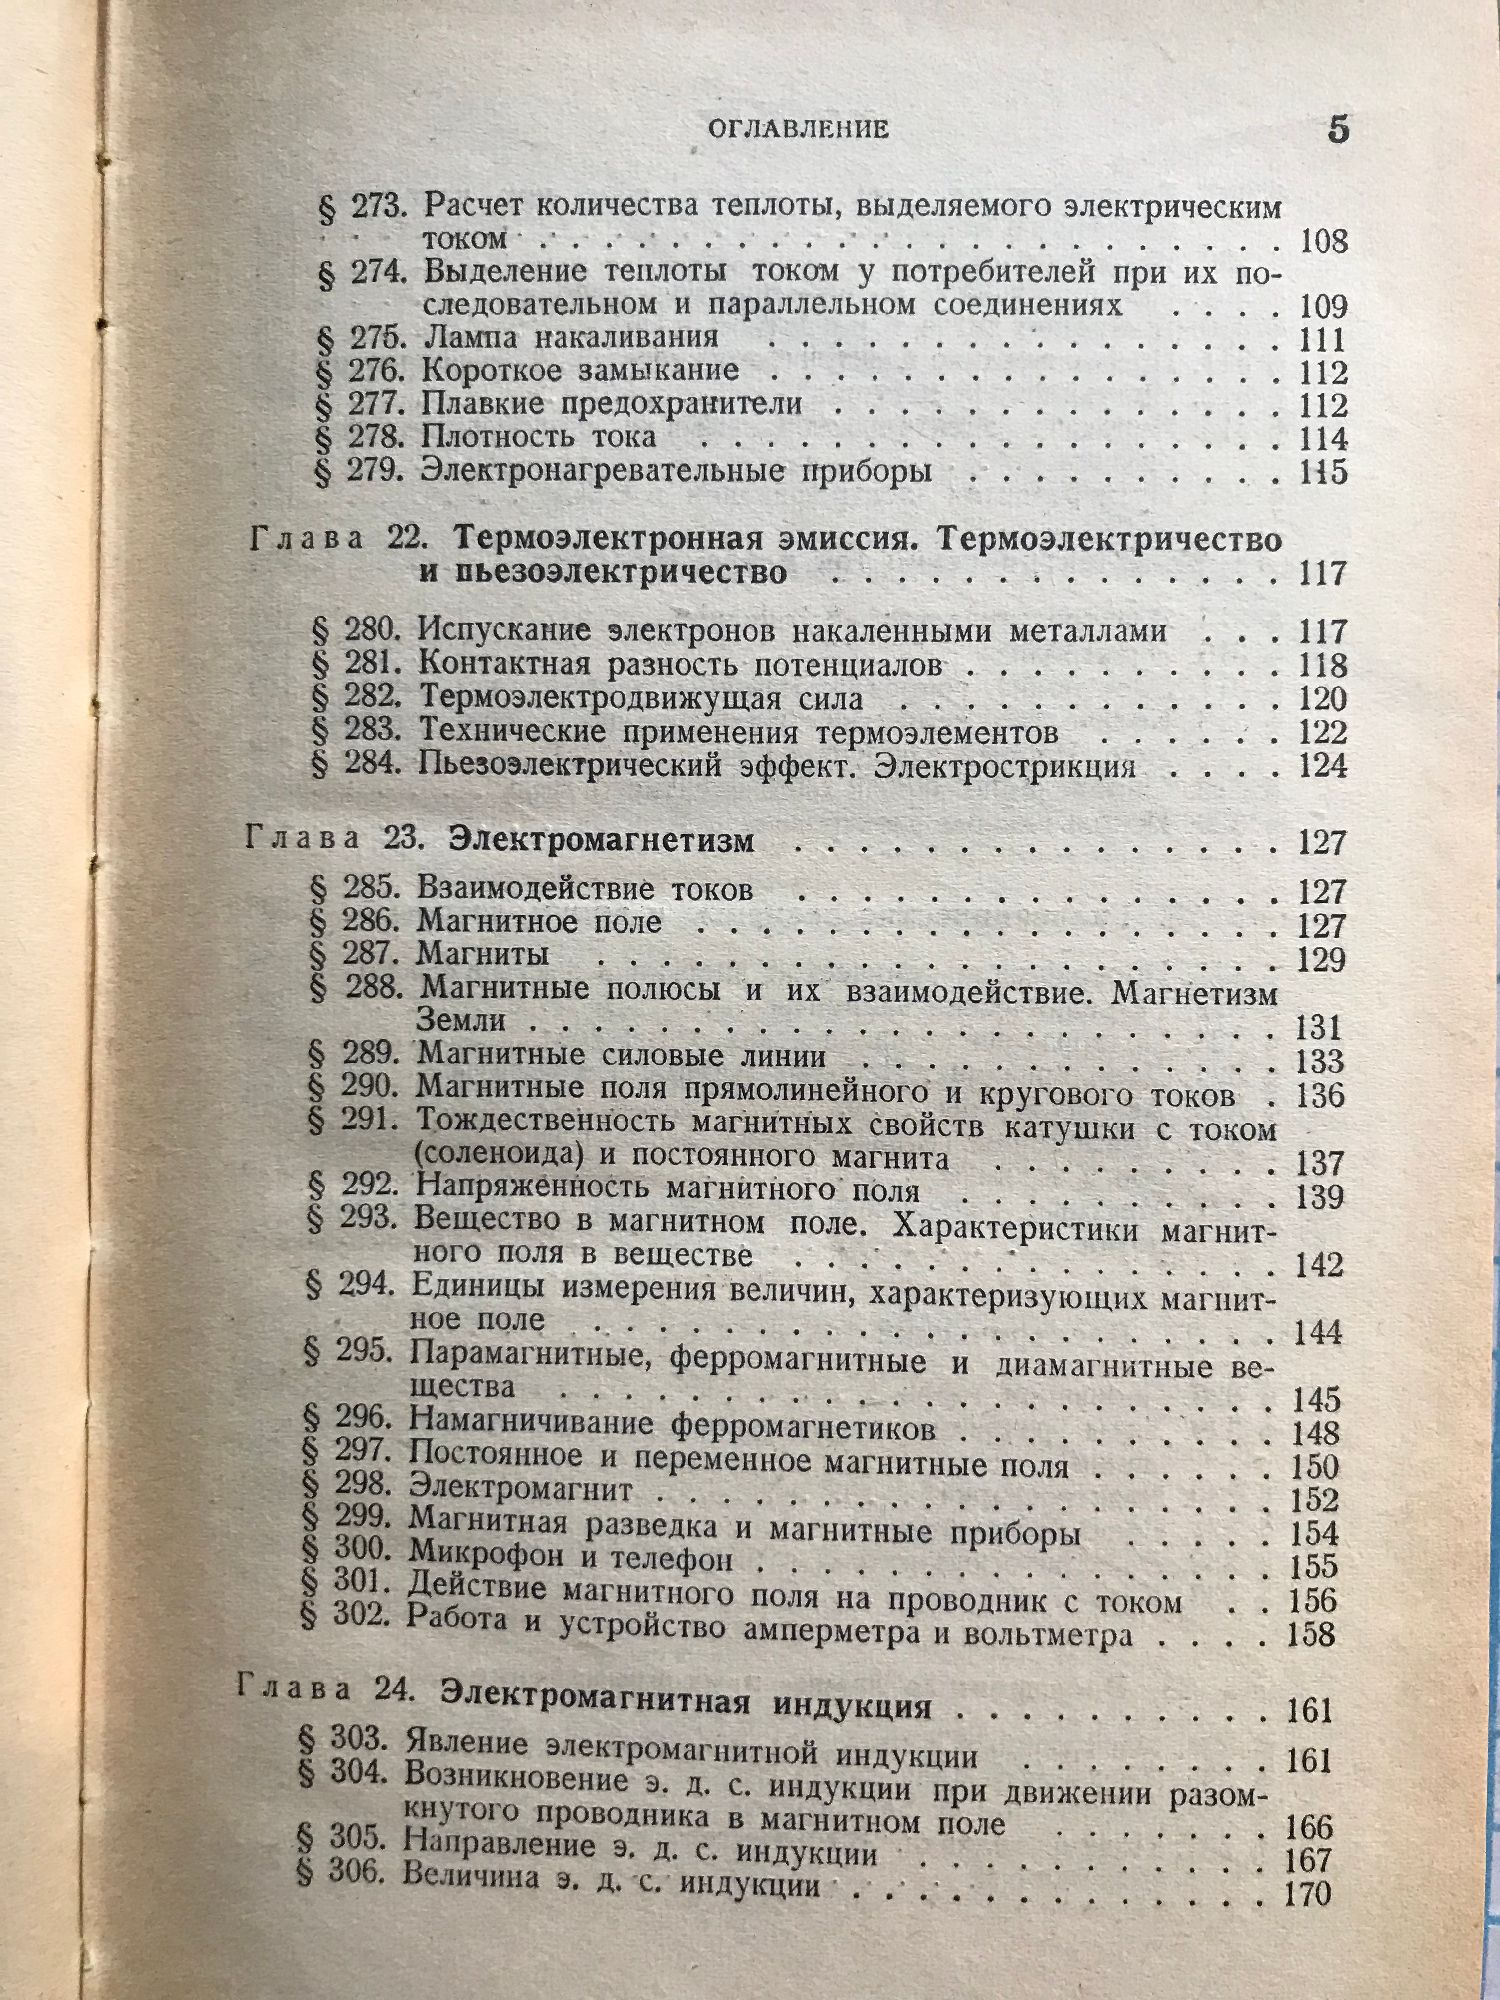 ОГЛАВЛЕНИЕ 5
§ 273. Расчет количества теплоты, выделяемого электрическим
током . . . . . . . . . . . . . . . . . . . . . . . 108
§ 274. Выделение теплоты током у потребителей при их по-
следовательном и параллельном соединениях . . . . 109
§ 275. Лампа накаливания . . . . . . . . . . . . . . . . 111
§ 276. Короткое замыкание . . . . . . . . . . . . . . . . 112
§ 277. Плавкие предохранители . . . . . . . . . . . . . . 112
§ 278. Плотность тока . . . . . . . . . . . . . . . . . . 114
§ 279. Электронагревательные приборы . . . . . . . . . . 115
Глава 22. Термоэлектронная эмиссия. Термоэлектричество
и пьезоэлектричество . . . . . . . . . . . . . . 117
§ 280. Испускание электронов накаленными металлами . . . 117
§ 281. Контактная разность потенциалов . . . . . . . . . . 118
§ 282. Термоэлектродвижущая сила . . . . . . . . . . . . 120
§ 283. Технические применения термоэлементов . . . . . . 122
§ 284. Пьезоэлектрический эффект. Электрострикция . . . . 124
Глава 23. Электромагнетизм . . . . . . . . . . . . . . . 127
§ 285. Взаимодействие токов . . . . . . . . . . . . . . . 127
§ 286. Магнитное поле . . . . . . . . . . . . . . . . . . 127
§ 287. Магниты . . . . . . . . . . . . . . . . . . . . . 129
§ 288. Магнитные полюсы и их взаимодействие. Магнетизм
Земли . . . . . . . . . . . . . . . . . . . . . . . 131
§ 289. Магнитные силовые линии . . . . . . . . . . . . . 133
§ 290. Магнитные поля прямолинейного и кругового токов . 136
§ 291. Тождественность магнитных свойств катушки с током
(соленоида) и постоянного магнита . . . . . . . . . 137
§ 292. Напряженность магнитного поля . . . . . . . . . . 139
§ 293. Вещество в магнитном поле. Характеристики магнит-
ного поля в веществе . . . . . . . . . . . . . . . 142
§ 294. Единицы измерения величин, характеризующих магнит-
ное поле . . . . . . . . . . . . . . . . . . . . . 144
§ 295. Парамагнитные, ферромагнитные и диамагнитные ве-
щества . . . . . . . . . . . . . . . . . . . . . . 145
§ 296. Намагничивание ферромагнетиков . . . . . . . . . . 148
§ 297. Постоянное и переменное магнитные поля . . . . . . 150
§ 298. Электромагнит . . . . . . . . . . . . . . . . . . . 152
§ 299. Магнитная разведка и магнитные приборы . . . . . 154
§ 300. Микрофон и телефон . . . . . . . . . . . . . . . . 155
§ 301. Действие магнитного поля на проводник с током . . 156
§ 302. Работа и устройство амперметра и вольтметра . . . . 158
Глава 24. Электромагнитная индукция . . . . . . . . . . 161
§ 303. Явление электромагнитной индукции . . . . . . . . 161
§ 304. Возникновение э. д. с. индукции при движении разом-
кнутого проводника в магнитном поле . . . . . . . 166
§ 305. Направление э. д. с. индукции . . . . . . . . . . . 167
§ 306. Величина э. д. с. индукции . . . . . . . . . . . . . 170